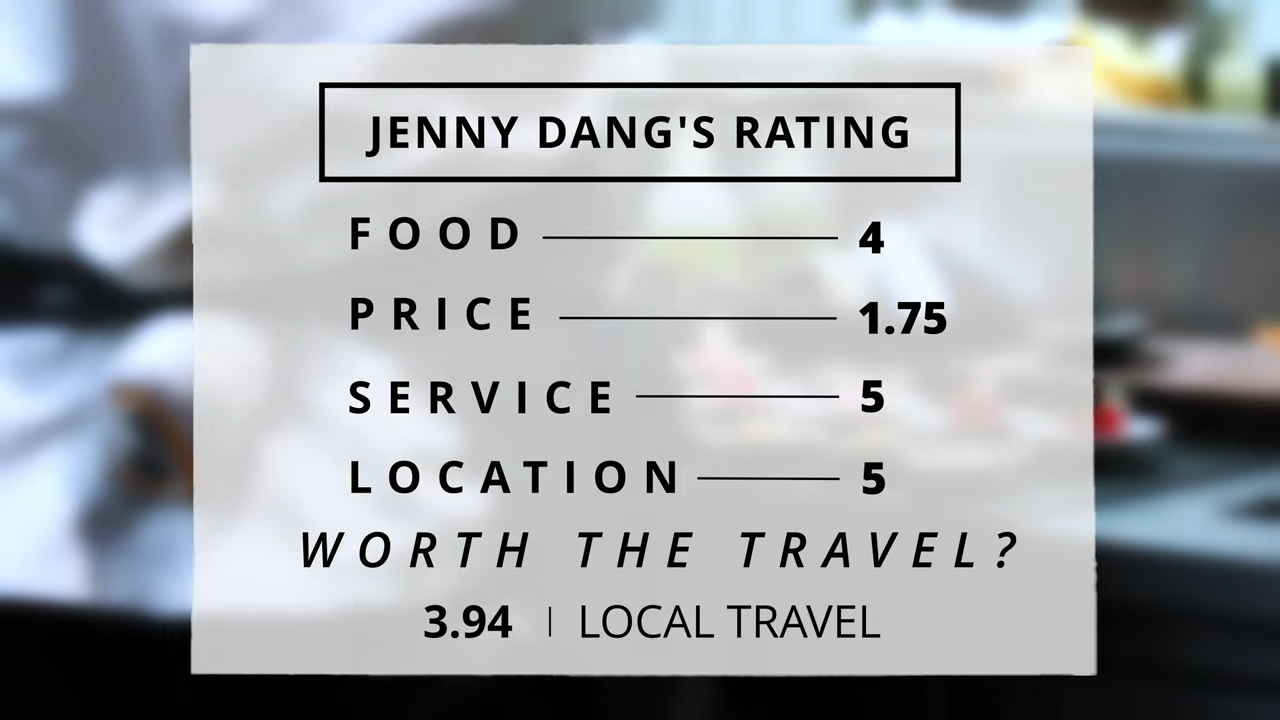 JENNY DANG'S RATING
FOOD 4
PRICE 1.75
SERVICE 5
LOCATION 5
WORTH THE TRAVEL?
3.94 | LOCAL TRAVEL